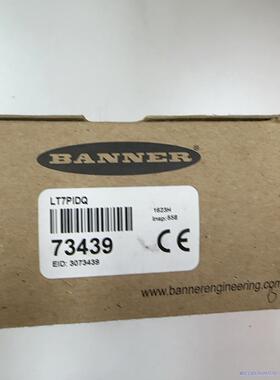 BANNER
LT7PIDQ
1623H
Insp:558
73439
CE
EID: 3073439
www.bannerengineering.com